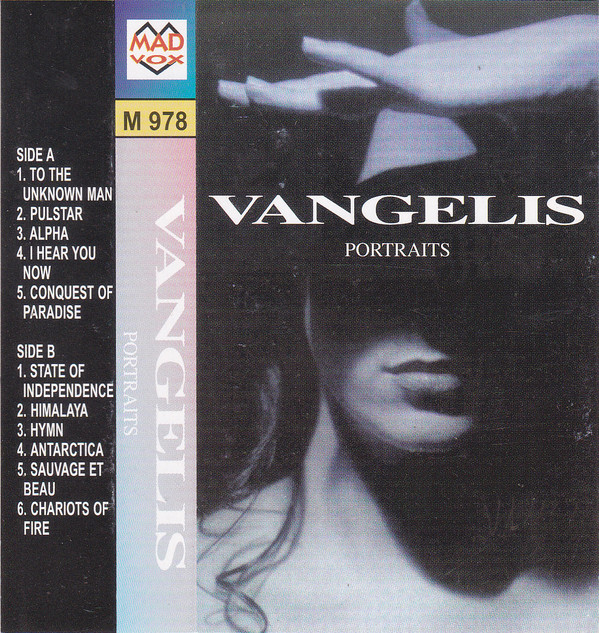 SIDE A
1. TO THE
UNKNOWN MAN
2. PULSTAR
3. ALPHA
4. I HEAR YOU
NOW
5. CONQUEST OF
PARADISE
SIDE B
1. STATE OF
INDEPENDENCE
2. HIMALAYA
3. HYMN
4. ANTARCTICA
5. SAUVAGE ET
BEAU
6. CHARIOTS OF
FIRE
MAD
VOX
M 978
VANGELIS
PORTRAITS
VANGELIS
PORTRAITS